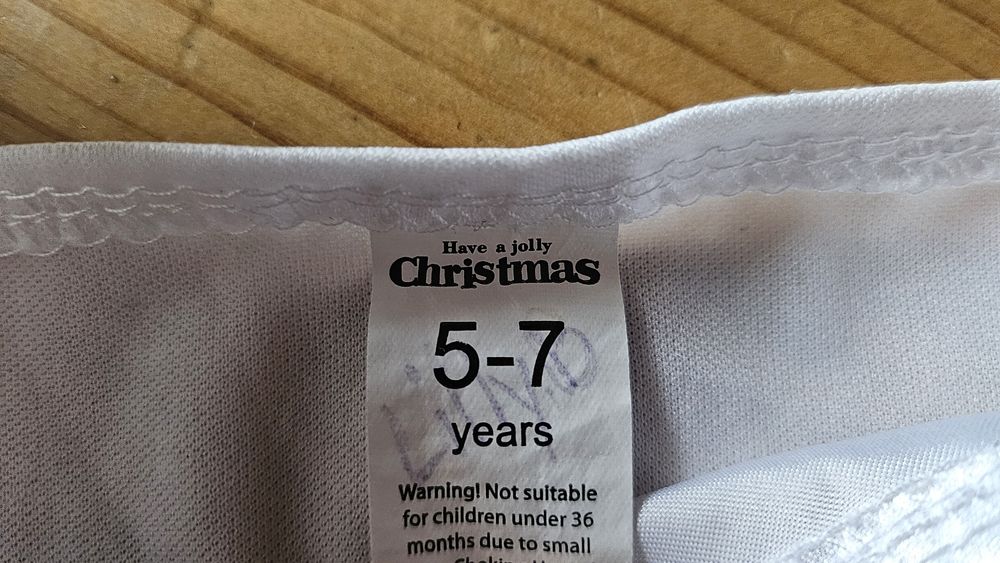 Have a jolly
Christmas
5-7
years
Warning! Not suitable
for children under 36
months due to small